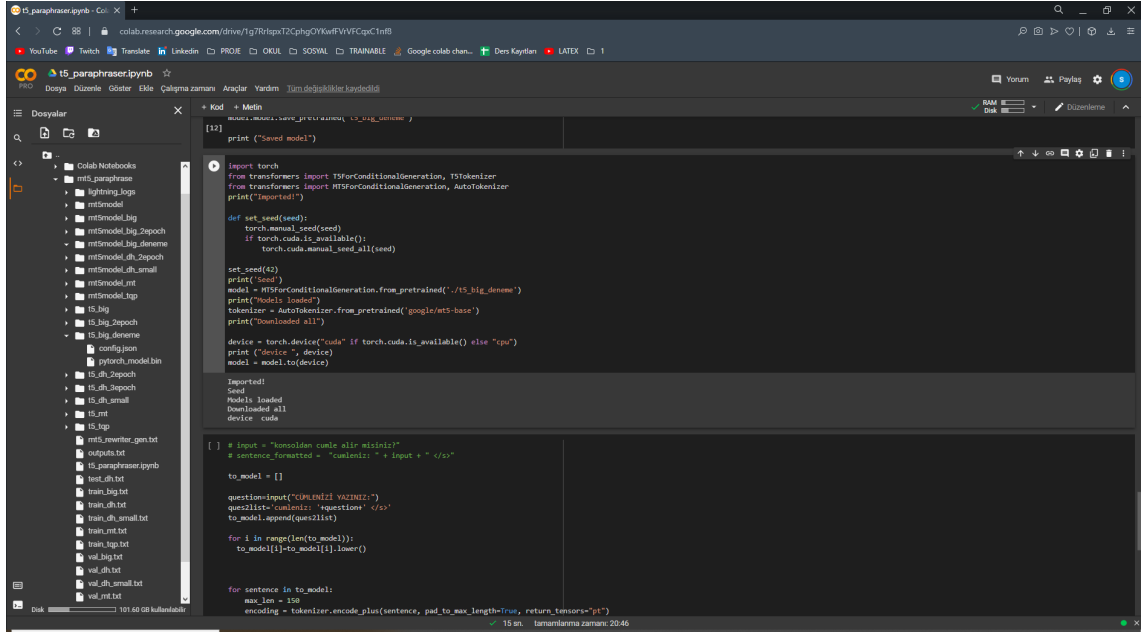 t5_paraphraser.ipynb - Col
colab.research.google.com/drive/1g7RrIspxT2CphgOYKwfFVrVFCqxC1nf8
YouTube Twitch Translate Linkedin PROJE OKUL SOSYAL TRAINABLE Google colab chan... Ders Kayıtları LATEX 1
CO PRO
t5_paraphraser.ipynb
Dosya Düzenle Göster Ekle Çalışma zamanı Araçlar Yardım Tüm değişiklikler kaydedildi
Yorum Paylaş S
Dosyalar
+ Kod + Metin
RAM Disk Düzenleme
..
Colab Notebooks
mt5_paraphrase
lightning_logs
mt5model
mt5model_big
mt5model_big_2epoch
mt5model_big_deneme
mt5model_dh_2epoch
mt5model_dh_small
mt5model_mt
mt5model_tqp
t5_big
t5_big_2epoch
t5_big_deneme
config.json
pytorch_model.bin
t5_dh_2epoch
t5_dh_3epoch
t5_dh_small
t5_mt
t5_tqp
mt5_rewriter_gen.txt
outputs.txt
t5_paraphraser.ipynb
test_dh.txt
train_big.txt
train_dh.txt
train_dh_small.txt
train_mt.txt
train_tqp.txt
val_big.txt
val_dh.txt
val_dh_small.txt
val_mt.txt
Disk 101.60 GB kullanılabilir
model.model.save_pretrained('t5_big_deneme')
[12]
print ("Saved model")
import torch
from transformers import T5ForConditionalGeneration, T5Tokenizer
from transformers import MT5ForConditionalGeneration, AutoTokenizer
print("Imported!")
def set_seed(seed):
torch.manual_seed(seed)
if torch.cuda.is_available():
torch.cuda.manual_seed_all(seed)
set_seed(42)
print('Seed')
model = MT5ForConditionalGeneration.from_pretrained('./t5_big_deneme')
print("Models loaded")
tokenizer = AutoTokenizer.from_pretrained('google/mt5-base')
print("Downloaded all")
device = torch.device("cuda" if torch.cuda.is_available() else "cpu")
print ("device ", device)
model = model.to(device)
Imported!
Seed
Models loaded
Downloaded all
device  cuda
[ ] # input = "konsoldan cumle alir misiniz?"
# sentence_formatted =  "cumleniz: " + input + " </s>"
to_model = []
question=input("CÜMLENİZİ YAZINIZ:")
ques2list='cumleniz: '+question+' </s>'
to_model.append(ques2list)
for i in range(len(to_model)):
to_model[i]=to_model[i].lower()
for sentence in to_model:
max_len = 150
encoding = tokenizer.encode_plus(sentence, pad_to_max_length=True, return_tensors="pt")
15 sn. tamamlanma zamanı: 20:46